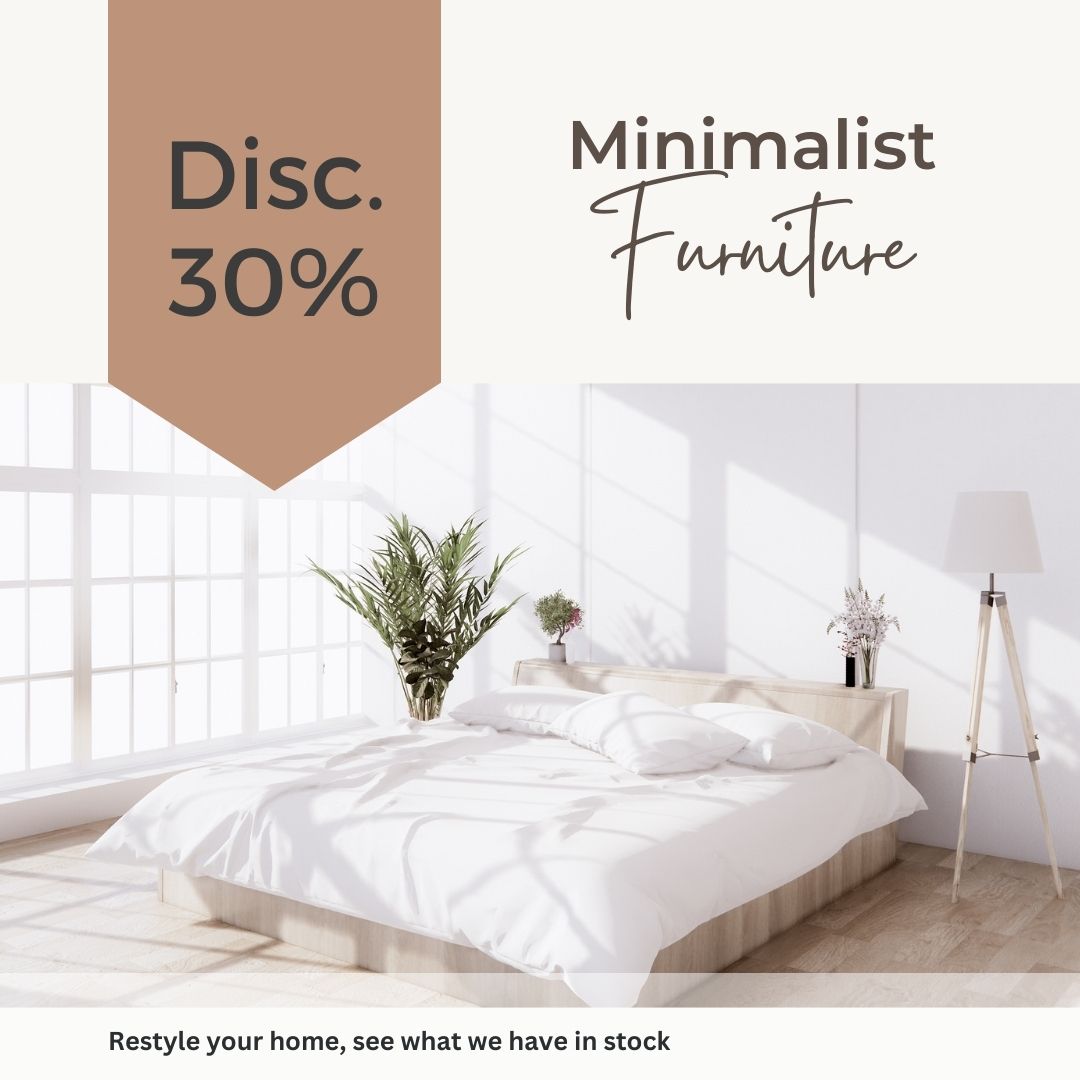 Disc.
30%
Minimalist
Furniture
Restyle your home, see what we have in stock